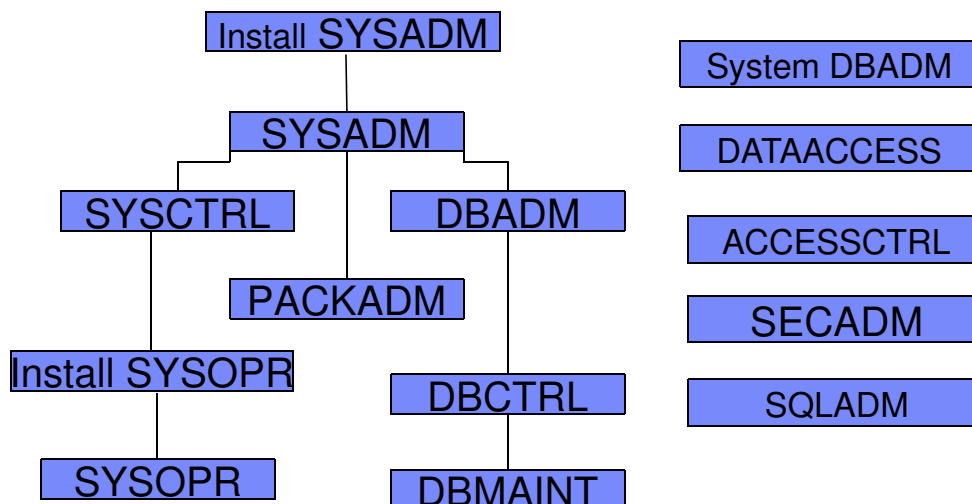 Install SYSADM
SYSADM
SYSCTRL
DBADM
PACKADM
Install SYSOPR
DBCTRL
SYSOPR
DBMAINT
System DBADM
DATAACCESS
ACCESSCTRL
SECADM
SQLADM